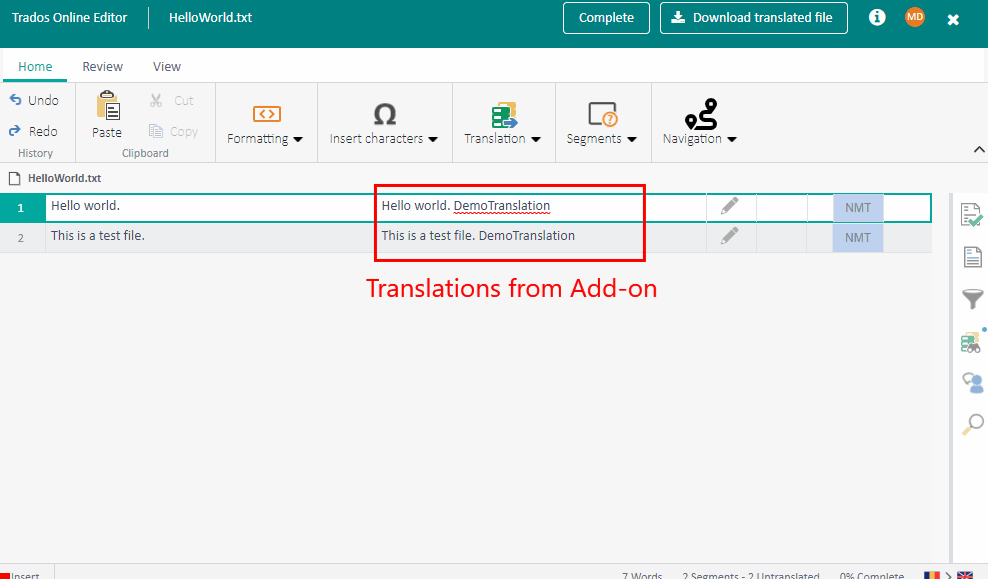 Trados Online Editor HelloWorld.txt Complete Download translated file MD
Home Review View
Undo Redo History
Paste Cut Copy Clipboard
Formatting Insert characters Translation Segments Navigation
HelloWorld.txt
1 Hello world. Hello world. DemoTranslation NMT
2 This is a test file. This is a test file. DemoTranslation NMT
Translations from Add-on
Insert 7 Words 2 Segments - 2 Untranslated 0% Complete